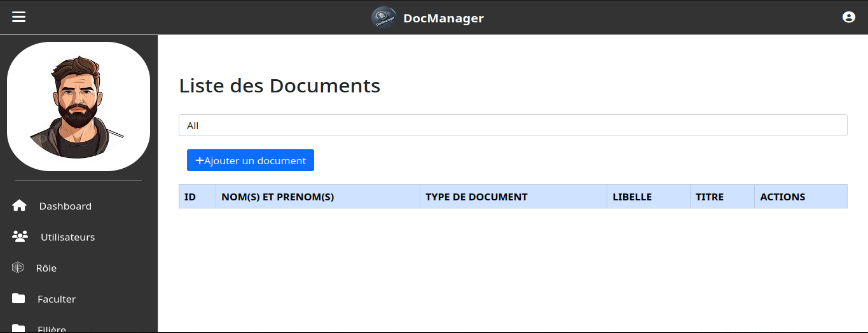 DocManager
Liste des Documents
All
+Ajouter un document
ID NOM(S) ET PRENOM(S) TYPE DE DOCUMENT LIBELLE TITRE ACTIONS
Dashboard
Utilisateurs
Rôle
Faculter
Filière